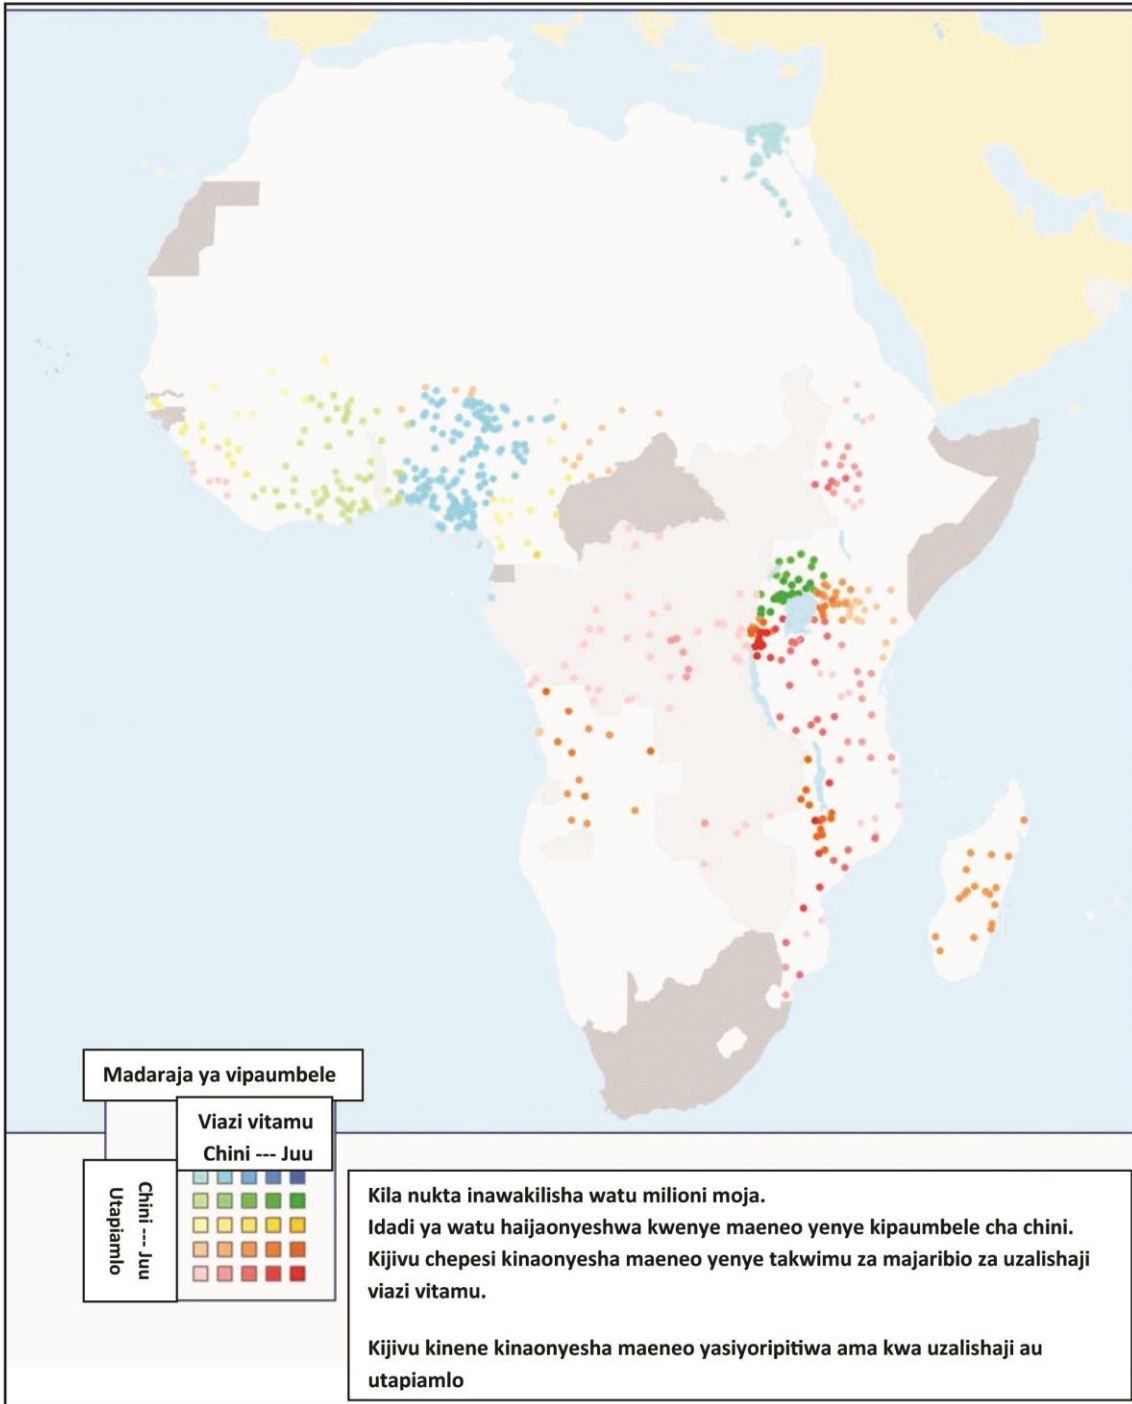 Madaraja ya vipaumbele
Viazi vitamu
Chini --- Juu
Chini --- Juu
Utapiamlo
Kila nukta inawakilisha watu milioni moja.
Idadi ya watu haijaonyeshwa kwenye maeneo yenye kipaumbele cha chini.
Kijivu chepesi kinaonyesha maeneo yenye takwimu za majaribio za uzalishaji
viazi vitamu.
Kijivu kinene kinaonyesha maeneo yasiyoripitiwa ama kwa uzalishaji au
utapiamlo